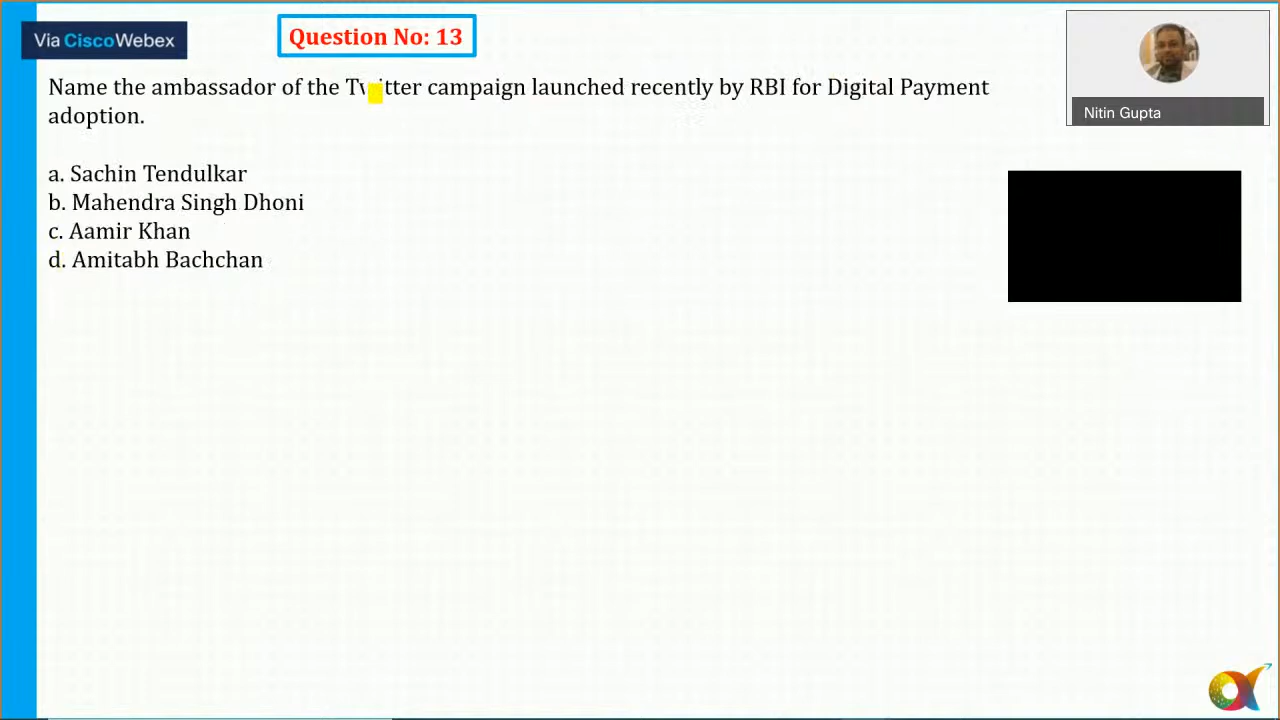 Via CiscoWebex
Question No: 13
Name the ambassador of the Twitter campaign launched recently by RBI for Digital Payment
adoption.
a. Sachin Tendulkar
b. Mahendra Singh Dhoni
c. Aamir Khan
d. Amitabh Bachchan
Nitin Gupta